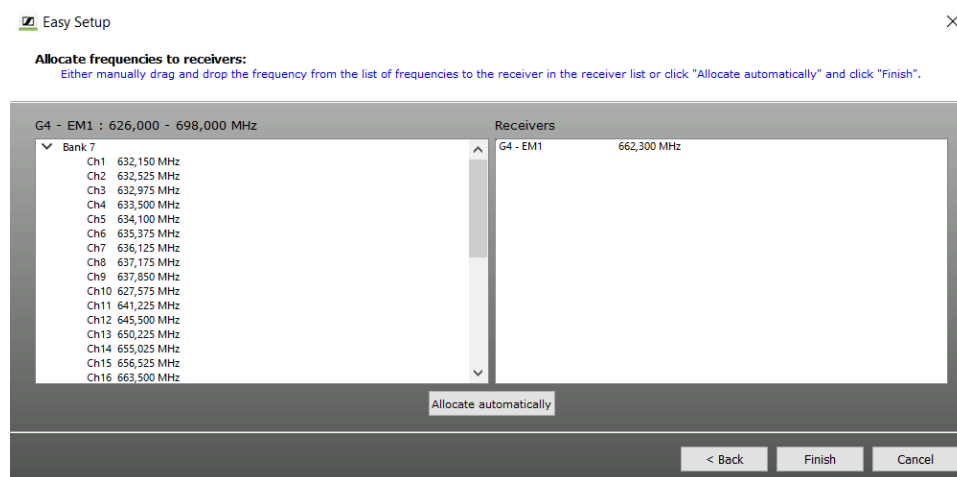 Easy Setup
Allocate frequencies to receivers:
Either manually drag and drop the frequency from the list of frequencies to the receiver in the receiver list or click "Allocate automatically" and click "Finish".
G4 - EM1 : 626,000 - 698,000 MHz
Bank 7
Ch1 632,150 MHz
Ch2 632,525 MHz
Ch3 632,975 MHz
Ch4 633,500 MHz
Ch5 634,100 MHz
Ch6 635,375 MHz
Ch7 636,125 MHz
Ch8 637,175 MHz
Ch9 637,850 MHz
Ch10 627,575 MHz
Ch11 641,225 MHz
Ch12 645,500 MHz
Ch13 650,225 MHz
Ch14 655,025 MHz
Ch15 656,525 MHz
Ch16 663,500 MHz
Receivers
G4 - EM1 662,300 MHz
Allocate automatically
< Back Finish Cancel